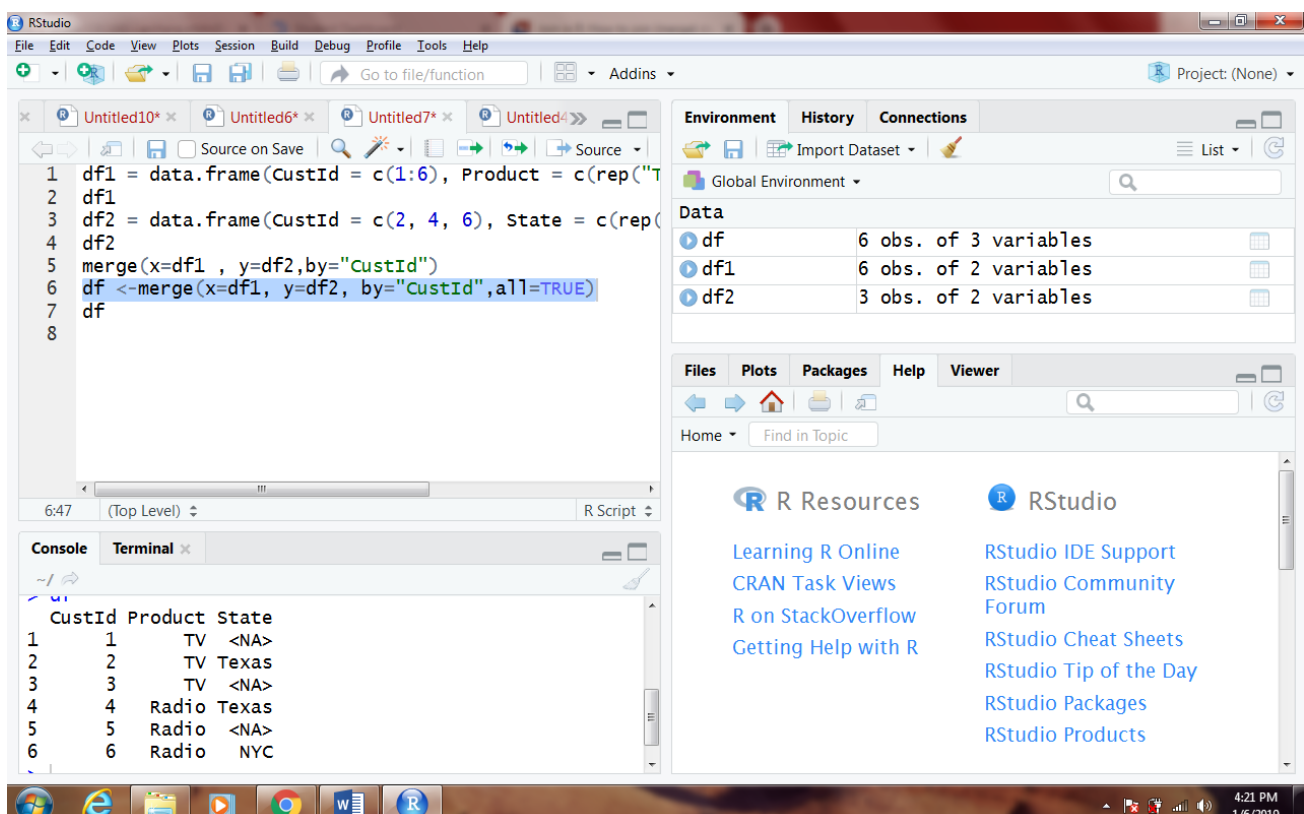 RStudio
File Edit Code View Plots Session Build Debug Profile Tools Help
Go to file/function Addins Project: (None)
Untitled10* Untitled6* Untitled7* Untitled4
Source on Save Source
1 df1 = data.frame(CustId = c(1:6), Product = c(rep("T
2 df1
3 df2 = data.frame(CustId = c(2, 4, 6), State = c(rep(
4 df2
5 merge(x=df1 , y=df2,by="CustId")
6 df <-merge(x=df1, y=df2, by="CustId",all=TRUE)
7 df
8
6:47 (Top Level) R Script
Console Terminal
~/
> df
CustId Product State
1 1 TV <NA>
2 2 TV Texas
3 3 TV <NA>
4 4 Radio Texas
5 5 Radio <NA>
6 6 Radio NYC
>
Environment History Connections
Import Dataset List
Global Environment
Data
df 6 obs. of 3 variables
df1 6 obs. of 2 variables
df2 3 obs. of 2 variables
Files Plots Packages Help Viewer
Home Find in Topic
R Resources
Learning R Online
CRAN Task Views
R on StackOverflow
Getting Help with R
RStudio
RStudio IDE Support
RStudio Community
Forum
RStudio Cheat Sheets
RStudio Tip of the Day
RStudio Packages
RStudio Products
4:21 PM
1/6/2019